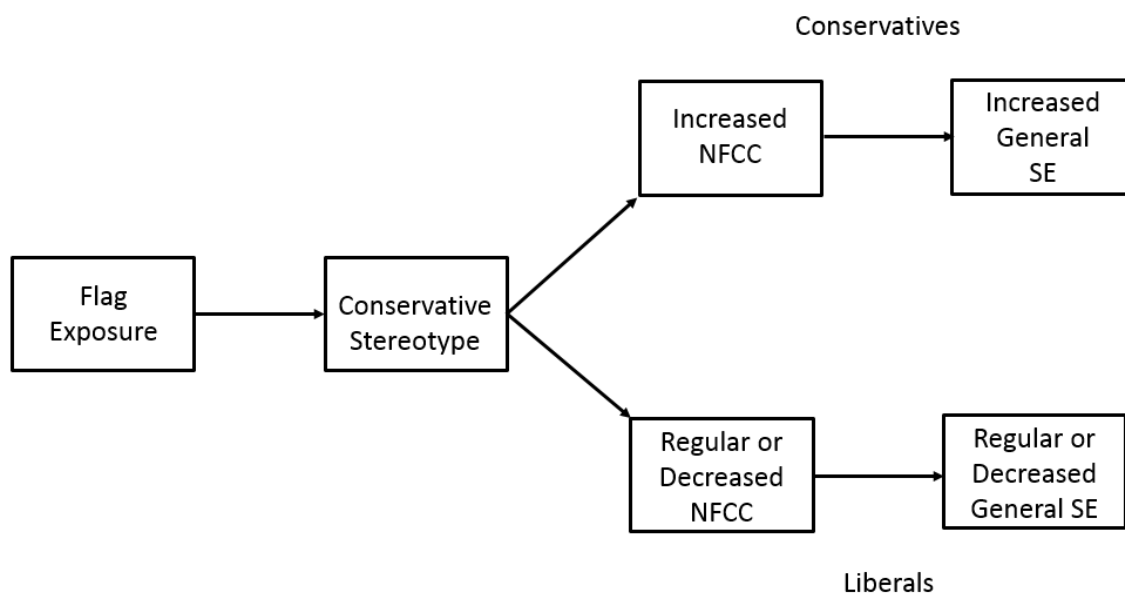 Conservatives
Increased
NFCC
Increased
General
SE
Flag
Exposure
Conservative
Stereotype
Regular or
Decreased
NFCC
Regular or
Decreased
General SE
Liberals